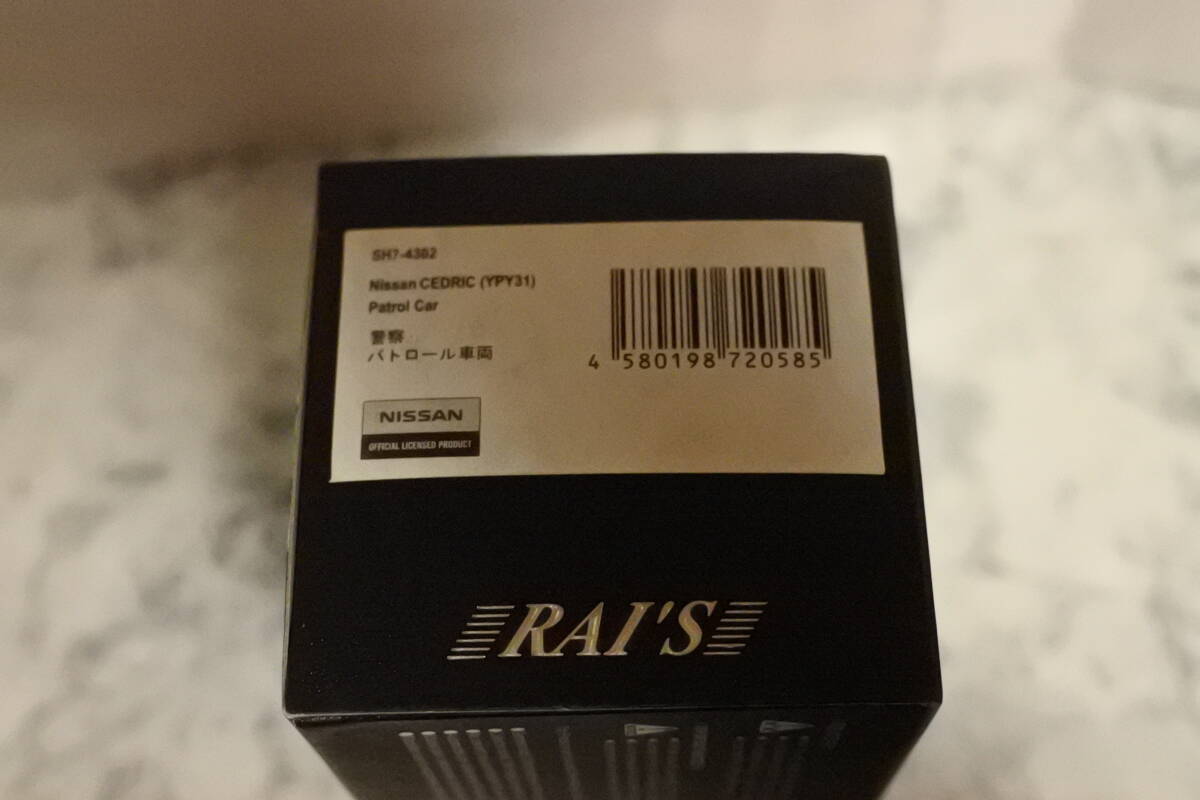 SH7-4302
Nissan CEDRIC (YPY31)
Patrol Car
警察
パトロール車両
4 580198 720585
NISSAN
OFFICIAL LICENSED PRODUCT
RAI'S